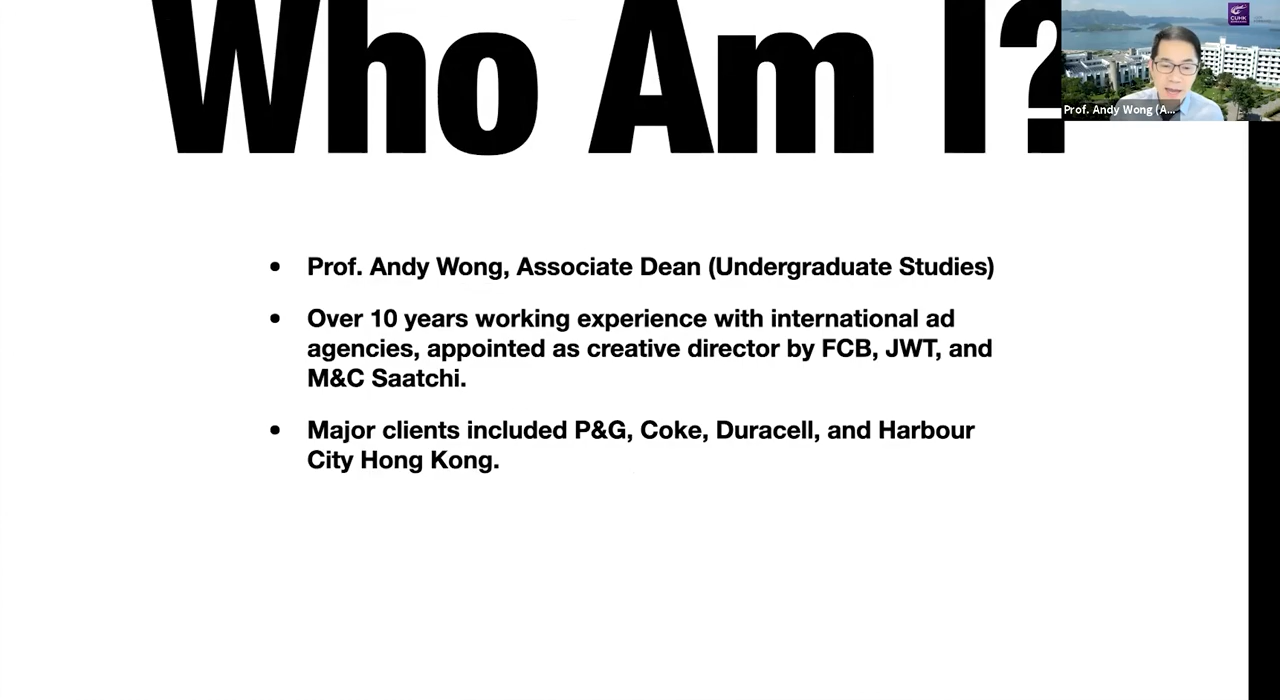 Who Am I?
CUHK
Prof. Andy Wong (A...
• Prof. Andy Wong, Associate Dean (Undergraduate Studies)
• Over 10 years working experience with international ad
agencies, appointed as creative director by FCB, JWT, and
M&C Saatchi.
• Major clients included P&G, Coke, Duracell, and Harbour
City Hong Kong.